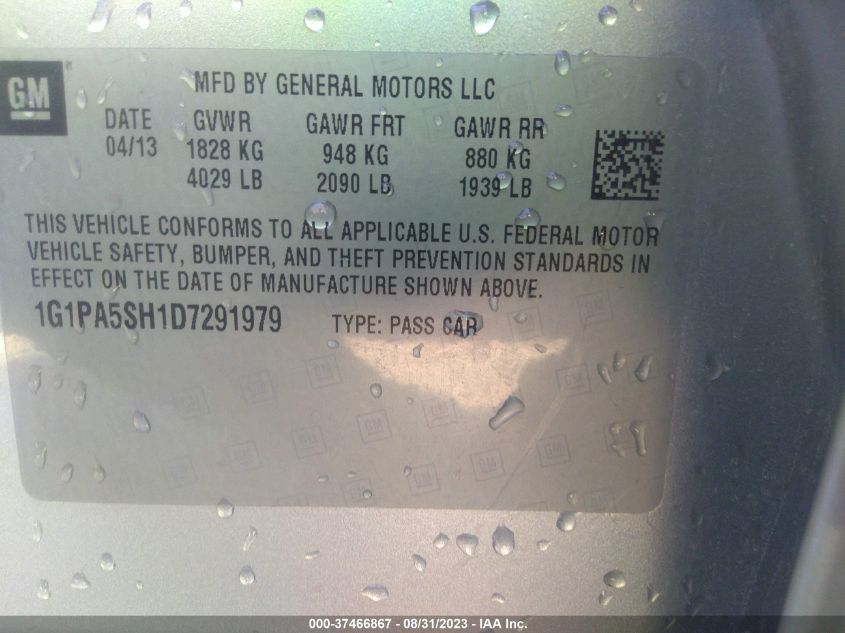 GM
MFD BY GENERAL MOTORS LLC
DATE GVWR GAWR FRT GAWR RR
04/13 1828 KG 948 KG 880 KG
4029 LB 2090 LB 1939 LB
THIS VEHICLE CONFORMS TO ALL APPLICABLE U.S. FEDERAL MOTOR
VEHICLE SAFETY, BUMPER, AND THEFT PREVENTION STANDARDS IN
EFFECT ON THE DATE OF MANUFACTURE SHOWN ABOVE.
1G1PA5SH1D7291979 TYPE: PASS CAR
000-37466867 - 08/31/2023 - IAA Inc.